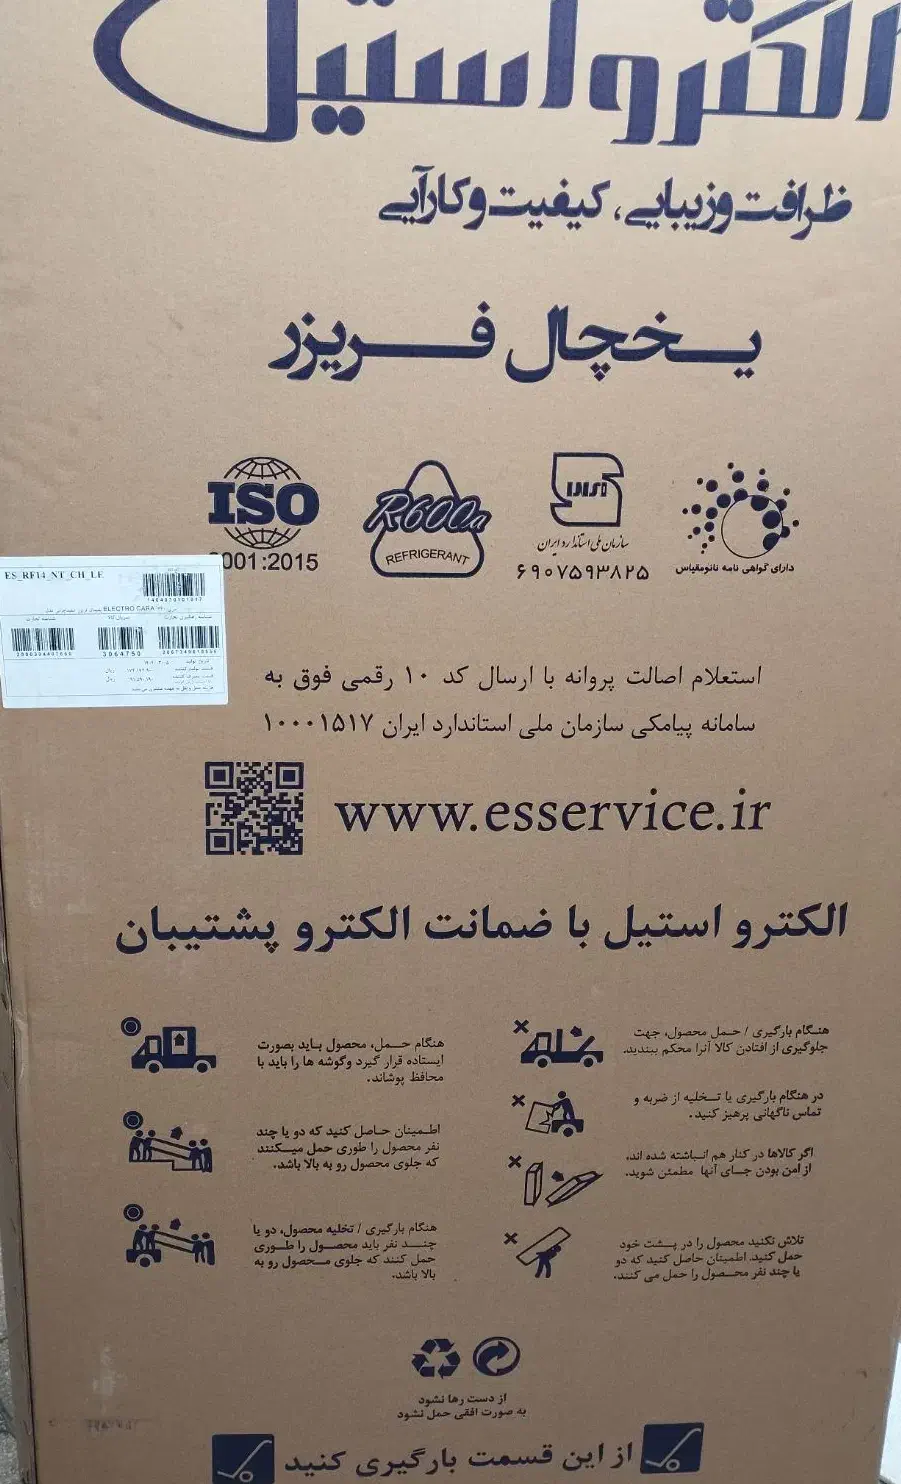 الکترواستیل
ظرافت و زیبایی، کیفیت و کارآیی
یخچال فریزر
ISO
9001:2015
R600a
REFRIGERANT
سازمان ملی استاندارد ایران
۶۹۰۷۵۹۳۸۲۵
دارای گواهی نامه نانومقیاس
ES_RF14_NT_CH_LE
ELECTRO CARA
3064750
استعلام اصالت پروانه با ارسال کد ۱۰ رقمی فوق به
سامانه پیامکی سازمان ملی استاندارد ایران ۱۰۰۰۱۵۱۷
www.esservice.ir
الکترو استیل با ضمانت الکترو پشتیبان
هنگام بارگیری / حمل محصول، جهت
جلوگیری از افتادن کالا آنرا محکم ببندید.
در هنگام بارگیری یا تخلیه از ضربه و
تماس ناگهانی پرهیز کنید.
اگر کالاها در کنار هم انباشته شده اند،
از امن بودن جای آنها مطمئن شوید.
تلاش نکنید محصول را در پشت خود
حمل کنید. اطمینان حاصل کنید که دو
یا چند نفر محصول را حمل می کنند.
هنگام حمل، محصول باید بصورت
ایستاده قرار گیرد وگوشه ها را باید با
محافظ پوشاند.
اطمینان حاصل کنید که دو یا چند
نفر محصول را طوری حمل میکنند
که جلوی محصول رو به بالا باشد.
هنگام بارگیری / تخلیه محصول، دو یا
چند نفر باید محصول را طوری
حمل کنند که جلوی محصول رو به
بالا باشد.
از دست رها نشود
به صورت افقی حمل نشود
از این قسمت بارگیری کنید